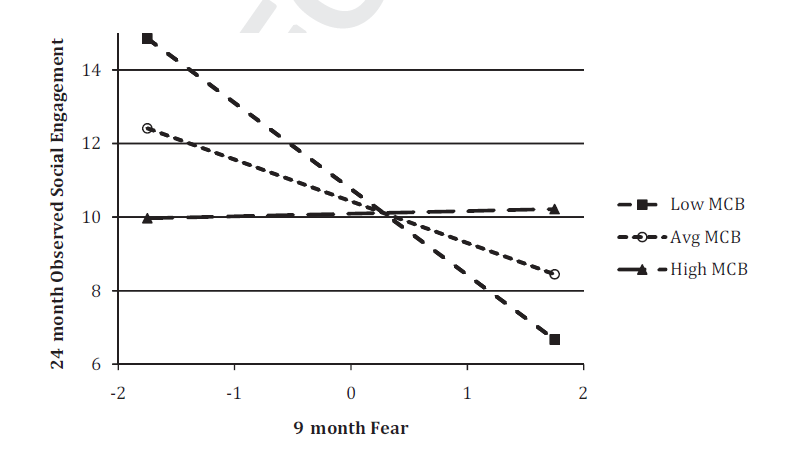 24 month Observed Social Engagement
14
12
10
8
6
-2 -1 0 1 2
9 month Fear
Low MCB
Avg MCB
High MCB